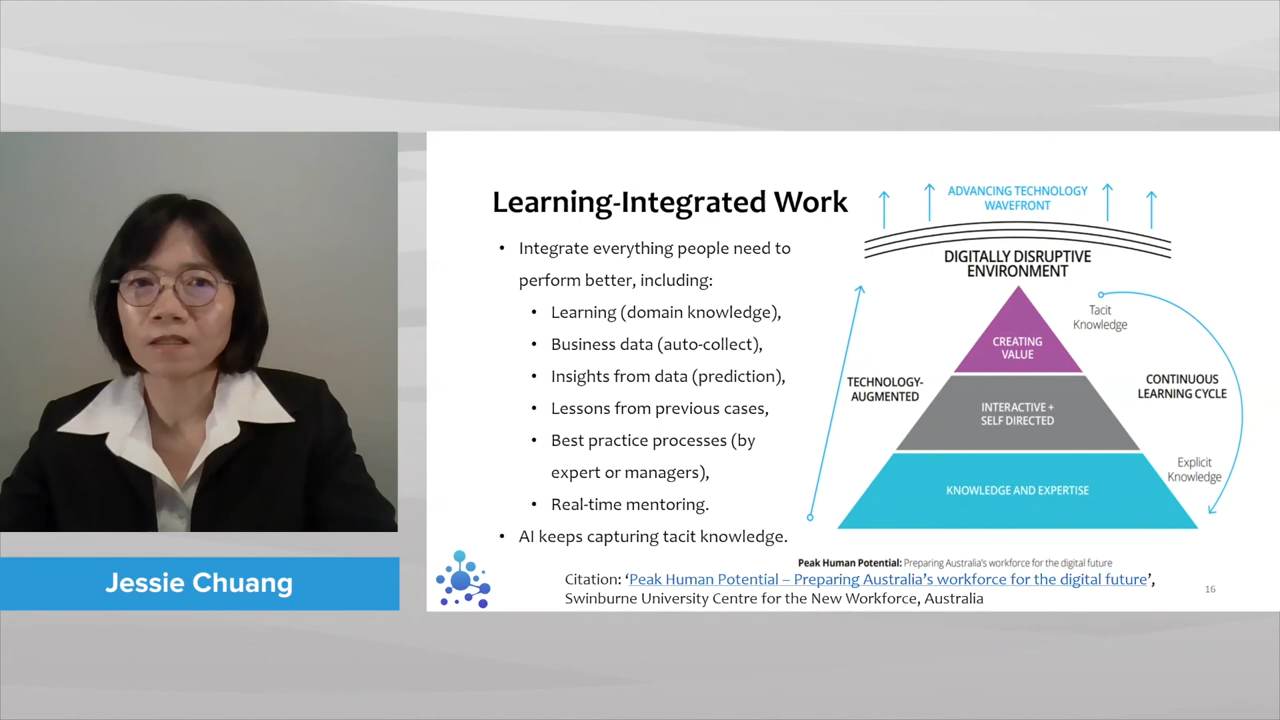 Learning-Integrated Work
• Integrate everything people need to
perform better, including:
• Learning (domain knowledge),
• Business data (auto-collect),
• Insights from data (prediction),
• Lessons from previous cases,
• Best practice processes (by
expert or managers),
• Real-time mentoring.
• AI keeps capturing tacit knowledge.
ADVANCING TECHNOLOGY
WAVEFRONT
DIGITALLY DISRUPTIVE
ENVIRONMENT
Tacit
Knowledge
CREATING
VALUE
TECHNOLOGY-
AUGMENTED
CONTINUOUS
LEARNING CYCLE
INTERACTIVE +
SELF DIRECTED
Explicit
Knowledge
KNOWLEDGE AND EXPERTISE
Peak Human Potential: Preparing Australia's workforce for the digital future
Citation: ‘Peak Human Potential – Preparing Australia’s workforce for the digital future’,
Swinburne University Centre for the New Workforce, Australia
16
Jessie Chuang